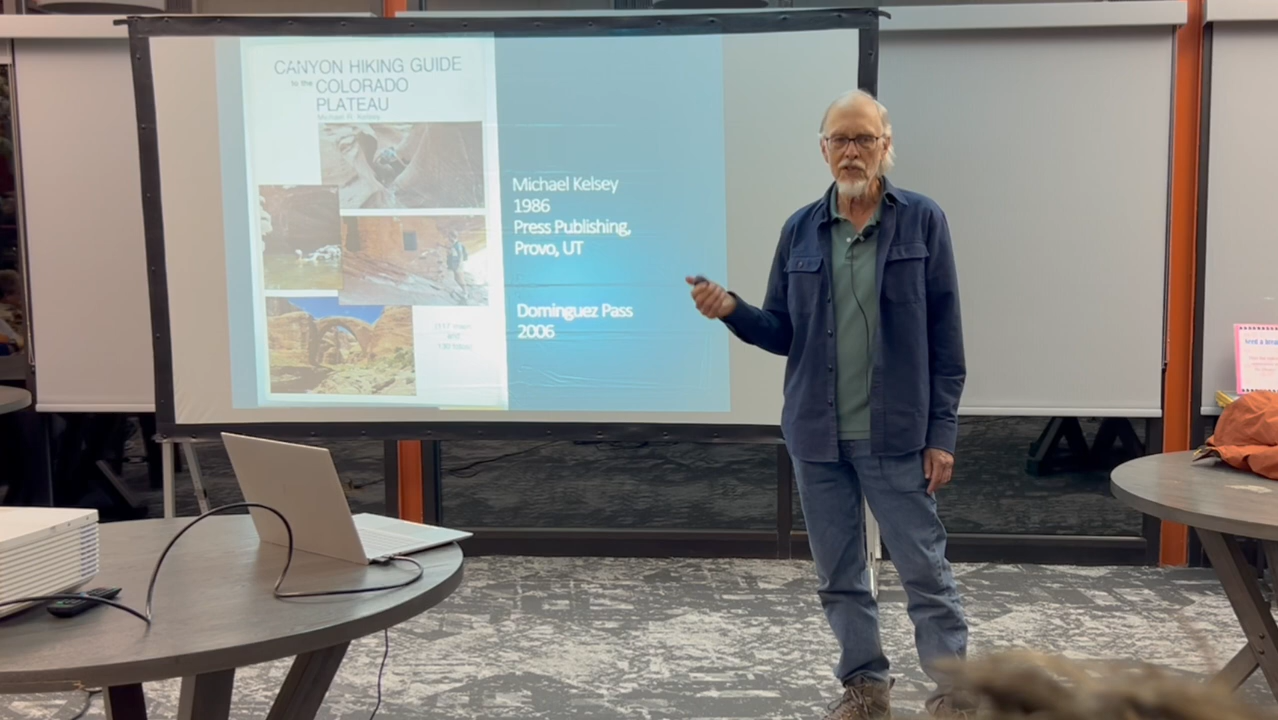 CANYON HIKING GUIDE
to the COLORADO
PLATEAU
Michael R. Kelsey
Michael Kelsey
1986
Press Publishing,
Provo, UT
Dominguez Pass
2006